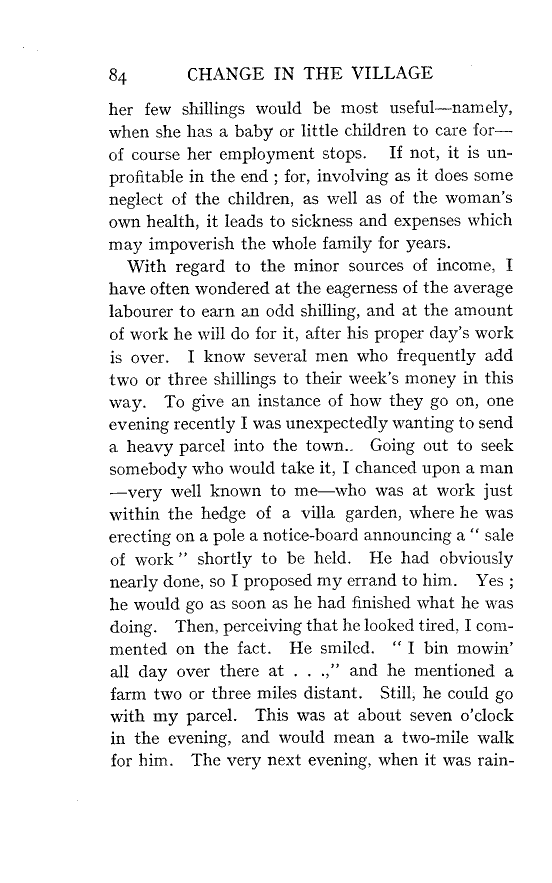 84 CHANGE IN THE VILLAGE
her few shillings would be most useful—namely,
when she has a baby or little children to care for—
of course her employment stops. If not, it is un-
profitable in the end ; for, involving as it does some
neglect of the children, as well as of the woman's
own health, it leads to sickness and expenses which
may impoverish the whole family for years.
With regard to the minor sources of income, I
have often wondered at the eagerness of the average
labourer to earn an odd shilling, and at the amount
of work he will do for it, after his proper day's work
is over. I know several men who frequently add
two or three shillings to their week's money in this
way. To give an instance of how they go on, one
evening recently I was unexpectedly wanting to send
a heavy parcel into the town.. Going out to seek
somebody who would take it, I chanced upon a man
—very well known to me—who was at work just
within the hedge of a villa garden, where he was
erecting on a pole a notice-board announcing a " sale
of work " shortly to be held. He had obviously
nearly done, so I proposed my errand to him. Yes ;
he would go as soon as he had finished what he was
doing. Then, perceiving that he looked tired, I com-
mented on the fact. He smiled. " I bin mowin'
all day over there at . . .," and he mentioned a
farm two or three miles distant. Still, he could go
with my parcel. This was at about seven o'clock
in the evening, and would mean a two-mile walk
for him. The very next evening, when it was rain-